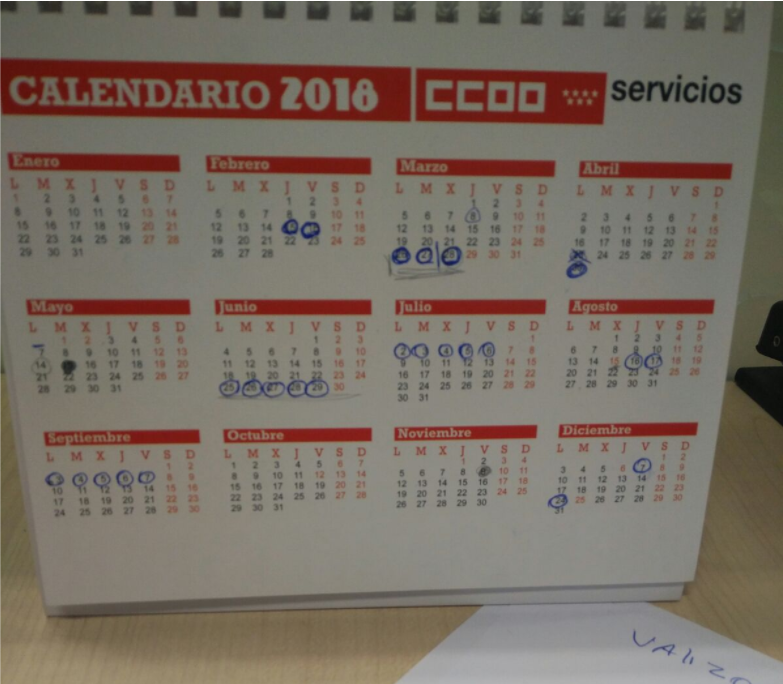 CALENDARIO 2018 CCOO servicios
Enero
L M X J V S D
1 2 3 4 5 6 7
8 9 10 11 12 13 14
15 16 17 18 19 20 21
22 23 24 25 26 27 28
29 30 31
Febrero
L M X J V S D
1 2 3 4
5 6 7 8 9 10 11
12 13 14 17 18
19 20 21 22 23 24 25
26 27 28
Marzo
L M X J V S D
1 2 3 4
5 6 7 8 9 10 11
12 13 14 15 16 17 18
19 20 21 22 23 24 25
26 27 28 29 30 31
Abril
L M X J V S D
1
2 3 4 5 6 7 8
9 10 11 12 13 14 15
16 17 18 19 20 21 22
24 25 26 27 28 29
Mayo
L M X J V S D
1 2 3 4 5 6
7 8 9 10 11 12 13
14 16 17 18 19 20
21 22 23 24 25 26 27
28 29 30 31
Junio
L M X J V S D
1 2 3
4 5 6 7 8 9 10
11 12 13 14 15 16 17
18 19 20 21 22 23 24
25 26 27 28 29 30
Julio
L M X J V S D
1
2 3 4 5 6 7 8
9 10 11 12 13 14 15
16 17 18 19 20 21 22
23 24 25 26 27 28 29
30 31
Agosto
L M X J V S D
1 2 3 4 5
6 7 8 9 10 11 12
13 14 15 16 17 18 19
20 21 22 23 24 25 26
27 28 29 30 31
Septiembre
L M X J V S D
1 2
3 4 5 6 7 8 9
10 11 12 13 14 15 16
17 18 19 20 21 22 23
24 25 26 27 28 29 30
Octubre
L M X J V S D
1 2 3 4 5 6 7
8 9 10 11 12 13 14
15 16 17 18 19 20 21
22 23 24 25 26 27 28
29 30 31
Noviembre
L M X J V S D
1 2 3 4
5 6 7 8 10 11
12 13 14 15 16 17 18
19 20 21 22 23 24 25
26 27 28 29 30
Diciembre
L M X J V S D
1 2
3 4 5 6 7 8 9
10 11 12 13 14 15 16
17 18 19 20 21 22 23
24 25 26 27 28 29 30
31